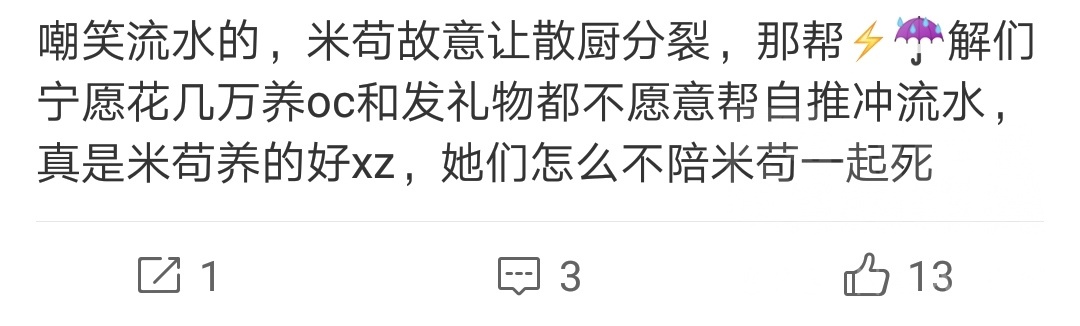 嘲笑流水的，米苟故意让散厨分裂，那帮⚡☔解们
宁愿花几万养oc和发礼物都不愿意帮自推冲流水，
真是米苟养的好xz，她们怎么不陪米苟一起死
1 3 13